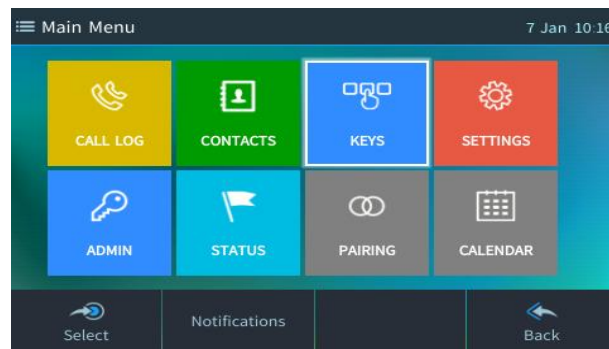 Main Menu 7 Jan 10:16
CALL LOG CONTACTS KEYS SETTINGS
ADMIN STATUS PAIRING CALENDAR
Select Notifications Back